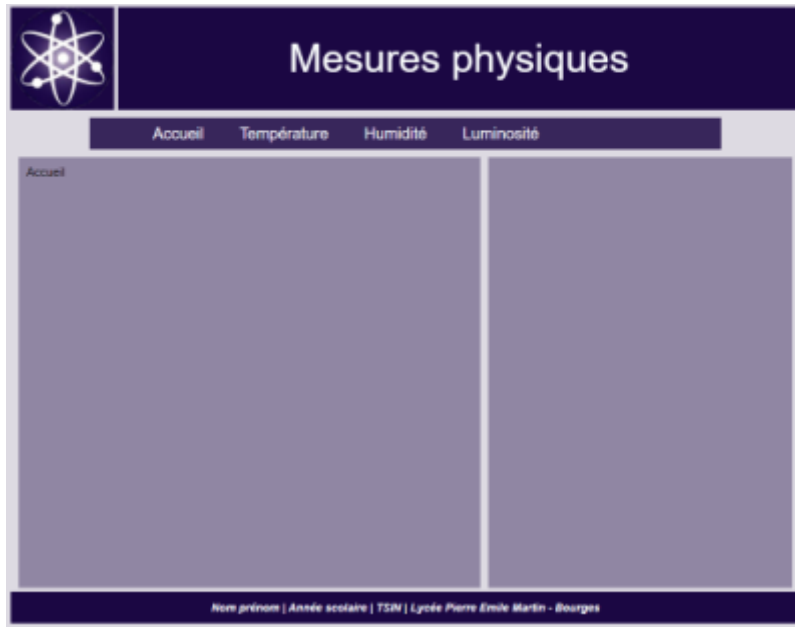 Mesures physiques
Accueil Température Humidité Luminosité
Accueil
Nom prénom | Année scolaire | TSIN | Lycée Pierre Emile Martin - Bourges